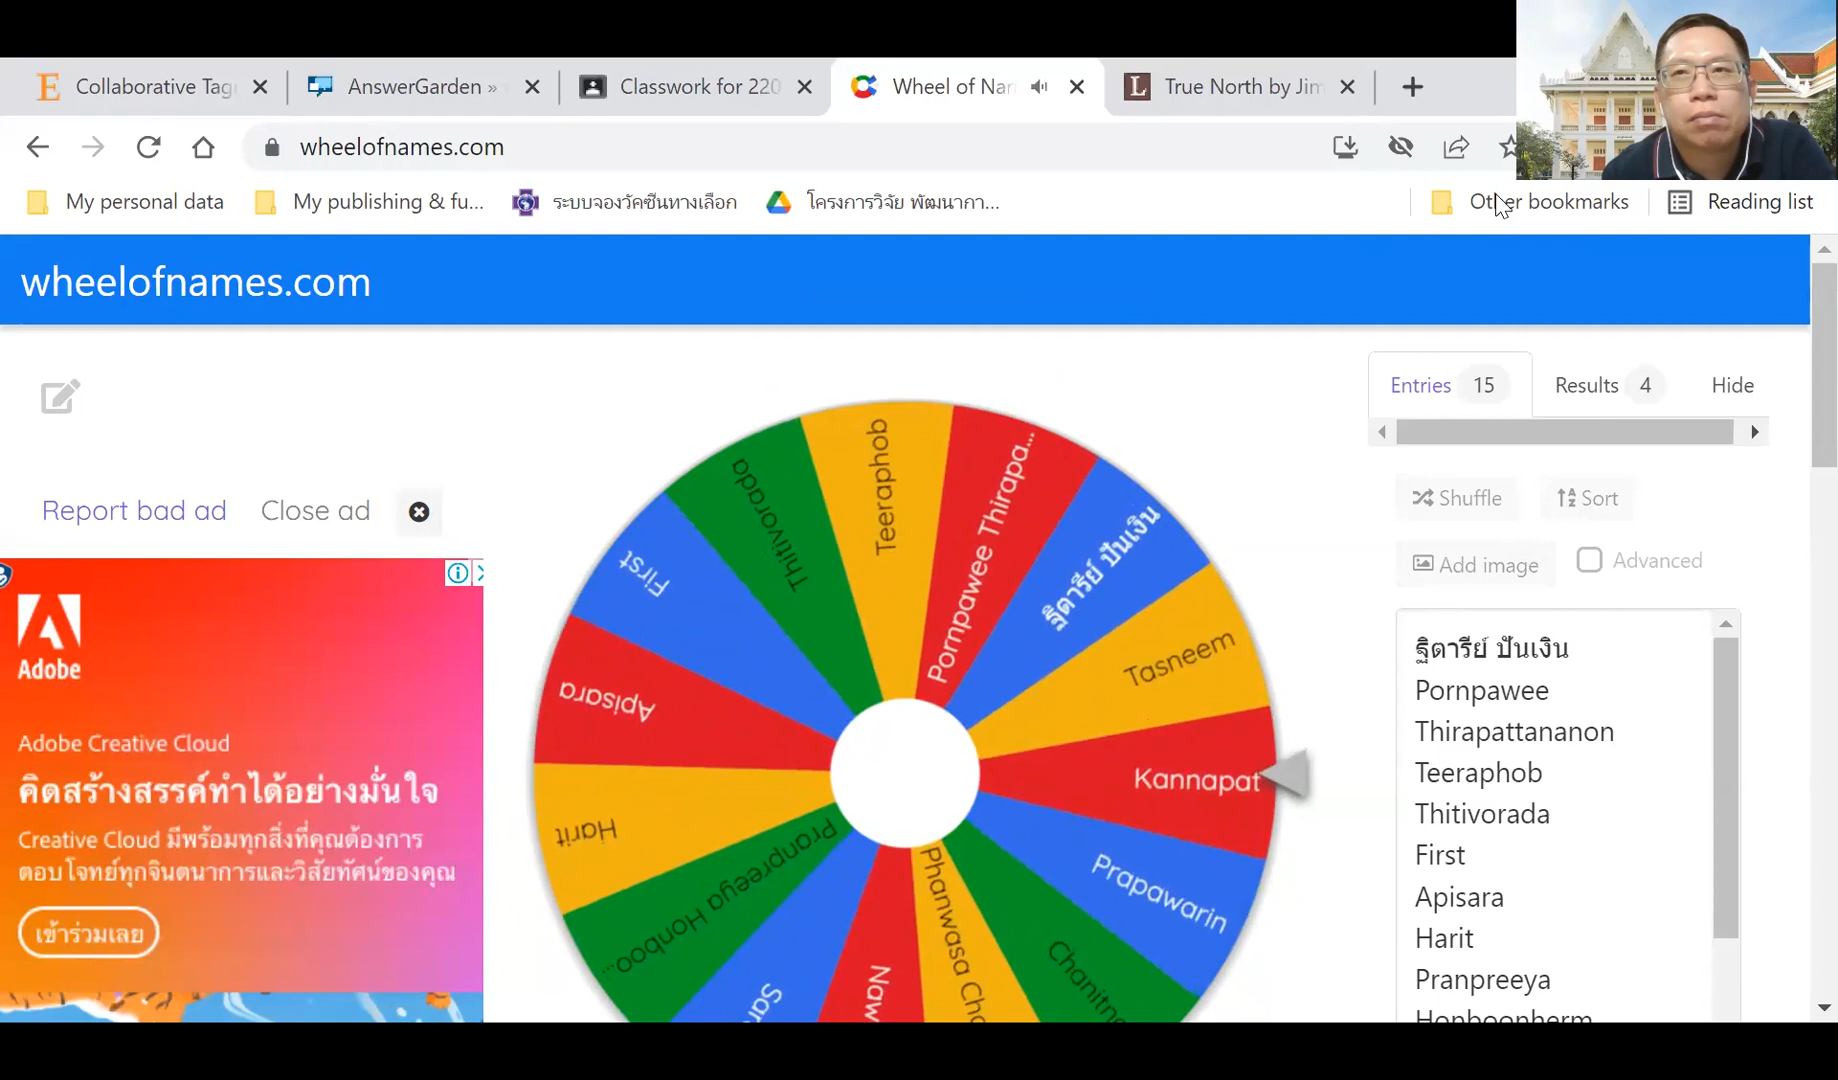 Collaborative Tag
AnswerGarden »
Classwork for 220
Wheel of Nar
True North by Jim
wheelofnames.com
My personal data
My publishing & fu...
ระบบจองวัคซีนทางเลือก
โครงการวิจัย พัฒนากา...
Other bookmarks
Reading list
wheelofnames.com
Entries 15
Results 4
Hide
Report bad ad
Close ad
Shuffle
Sort
Add image
Advanced
Adobe
Adobe Creative Cloud
คิดสร้างสรรค์ทำได้อย่างมั่นใจ
Creative Cloud มีพร้อมทุกสิ่งที่คุณต้องการ
ตอบโจทย์ทุกจินตนาการและวิสัยทัศน์ของคุณ
เข้าร่วมเลย
Teeraphob
Pornpawee Thirapa...
ฐิตารีย์ ปันเงิน
Tasneem
Kannapat
Prapawarin
Chanitn
Phanwasa Cho
Naw
Sar
Pranpreeya Honboo...
Harit
Apisara
First
Thitivorada
ฐิตารีย์ ปันเงิน
Pornpawee
Thirapattananon
Teeraphob
Thitivorada
First
Apisara
Harit
Pranpreeya
Honboonherm